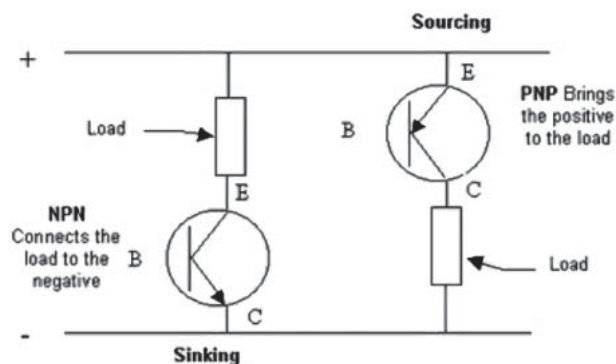 Sourcing
+
E
PNP Brings
the positive
to the load
B
Load
C
E
NPN
Connects the
load to the
negative
B
Load
C
-
Sinking